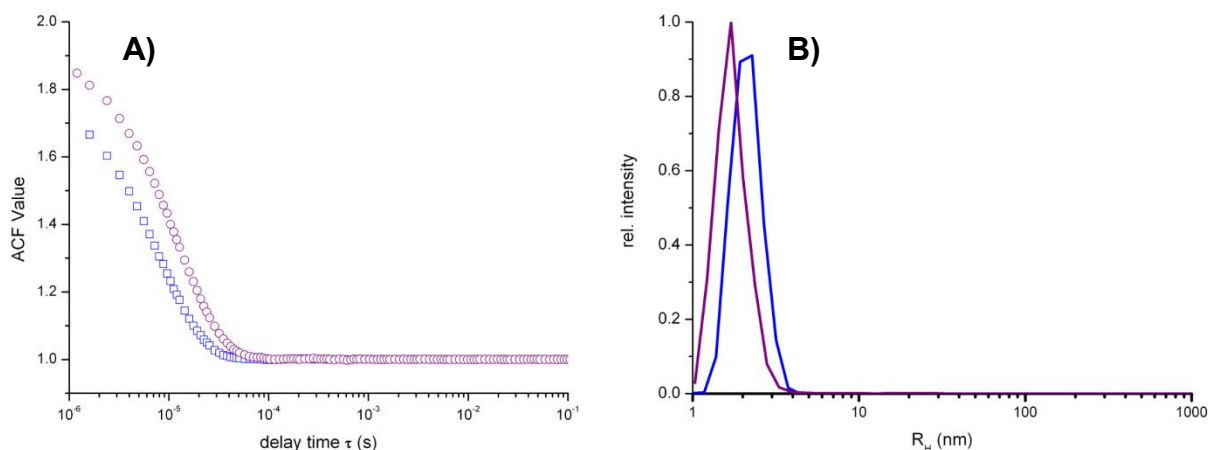 A)
2.0
1.8
1.6
1.4
1.2
1.0
ACF Value
10⁻⁶ 10⁻⁵ 10⁻⁴ 10⁻³ 10⁻² 10⁻¹
delay time τ (s)
B)
1.0
0.8
0.6
0.4
0.2
0.0
rel. intensity
1 10 100 1000
R_H (nm)